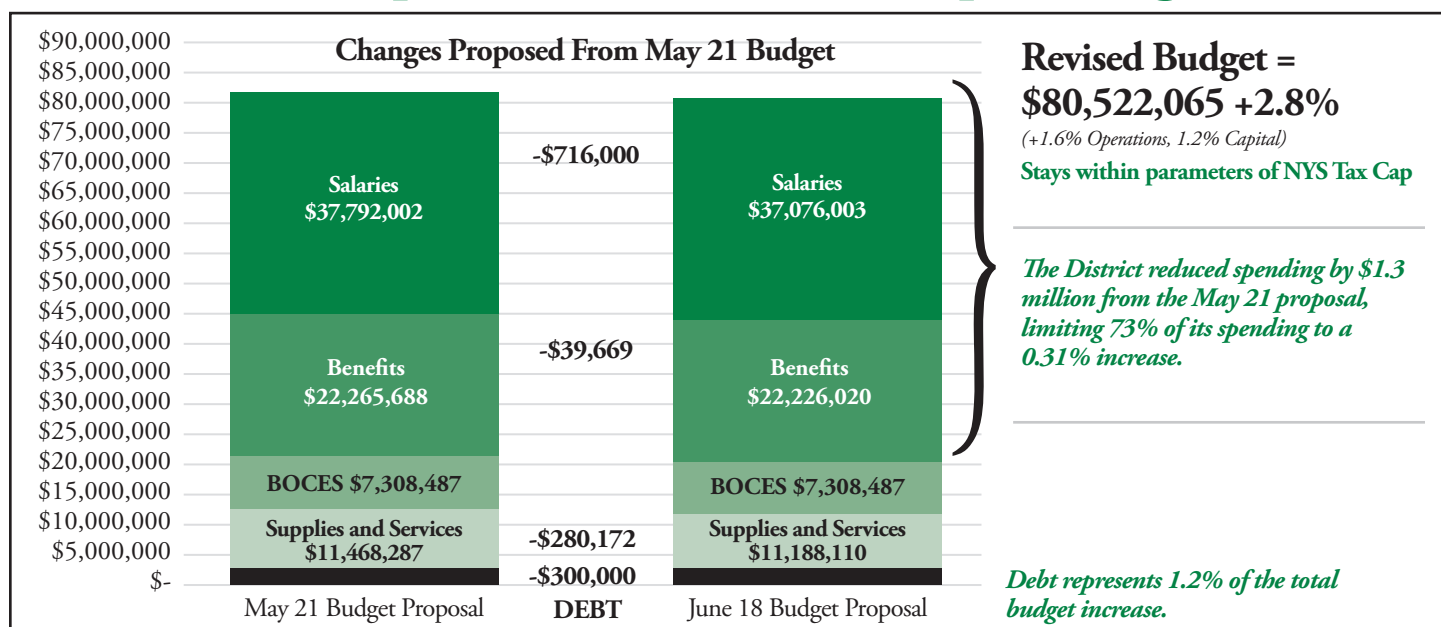 Changes Proposed From May 21 Budget
$90,000,000
$85,000,000
$80,000,000
$75,000,000
$70,000,000
$65,000,000
$60,000,000
$55,000,000
$50,000,000
$45,000,000
$40,000,000
$35,000,000
$30,000,000
$25,000,000
$20,000,000
$15,000,000
$10,000,000
$5,000,000
$-
Salaries
$37,792,002
Benefits
$22,265,688
BOCES $7,308,487
Supplies and Services
$11,468,287
May 21 Budget Proposal
-$716,000
-$39,669
-$280,172
-$300,000
DEBT
Salaries
$37,076,003
Benefits
$22,226,020
BOCES $7,308,487
Supplies and Services
$11,188,110
June 18 Budget Proposal
Revised Budget =
$80,522,065 +2.8%
(+1.6% Operations, 1.2% Capital)
Stays within parameters of NYS Tax Cap
The District reduced spending by $1.3
million from the May 21 proposal,
limiting 73% of its spending to a
0.31% increase.
Debt represents 1.2% of the total
budget increase.